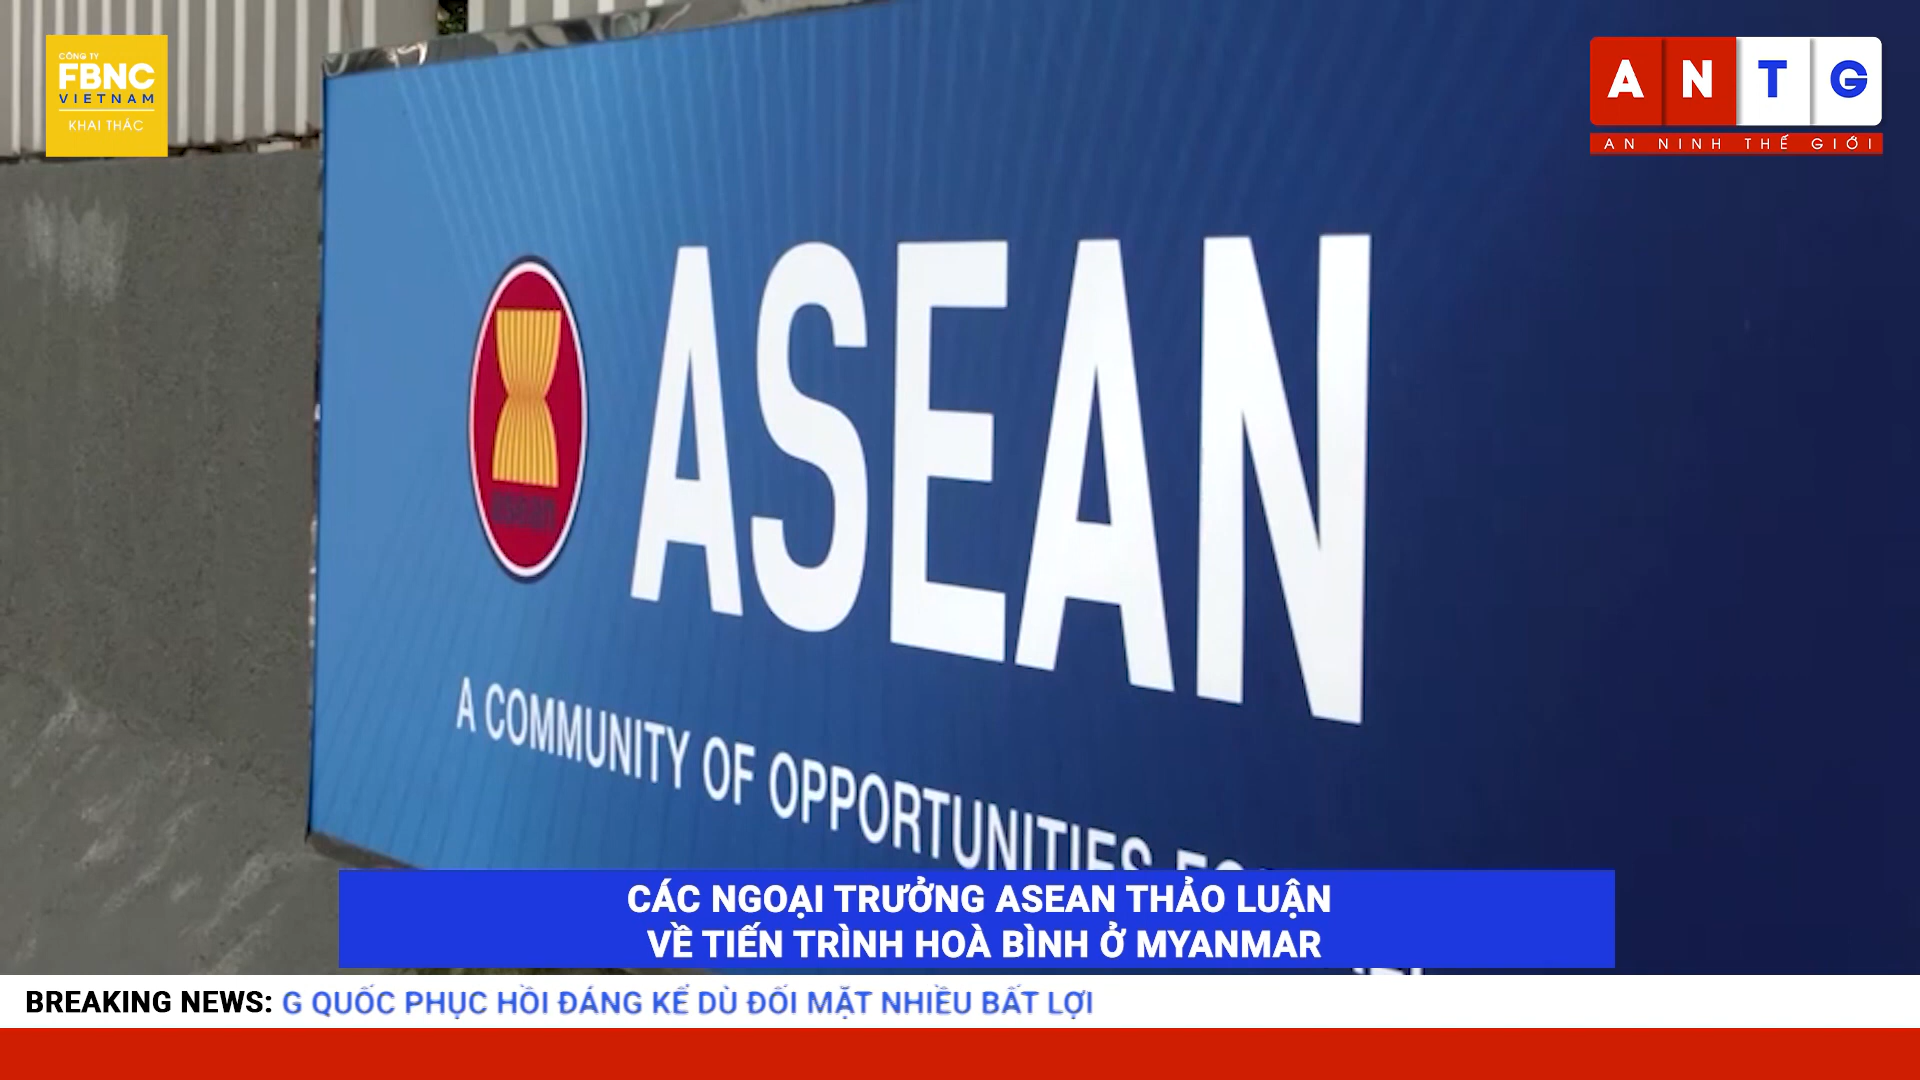 CÔNG TY
FBNC
VIETNAM
KHAI THÁC
ANTG
AN NINH THẾ GIỚI
ASEAN
asean
A COMMUNITY OF OPPORTUNITIES
CÁC NGOẠI TRƯỞNG ASEAN THẢO LUẬN
VỀ TIẾN TRÌNH HOÀ BÌNH Ở MYANMAR
BREAKING NEWS: G QUỐC PHỤC HỒI ĐÁNG KỂ DÙ ĐỐI MẶT NHIỀU BẤT LỢI